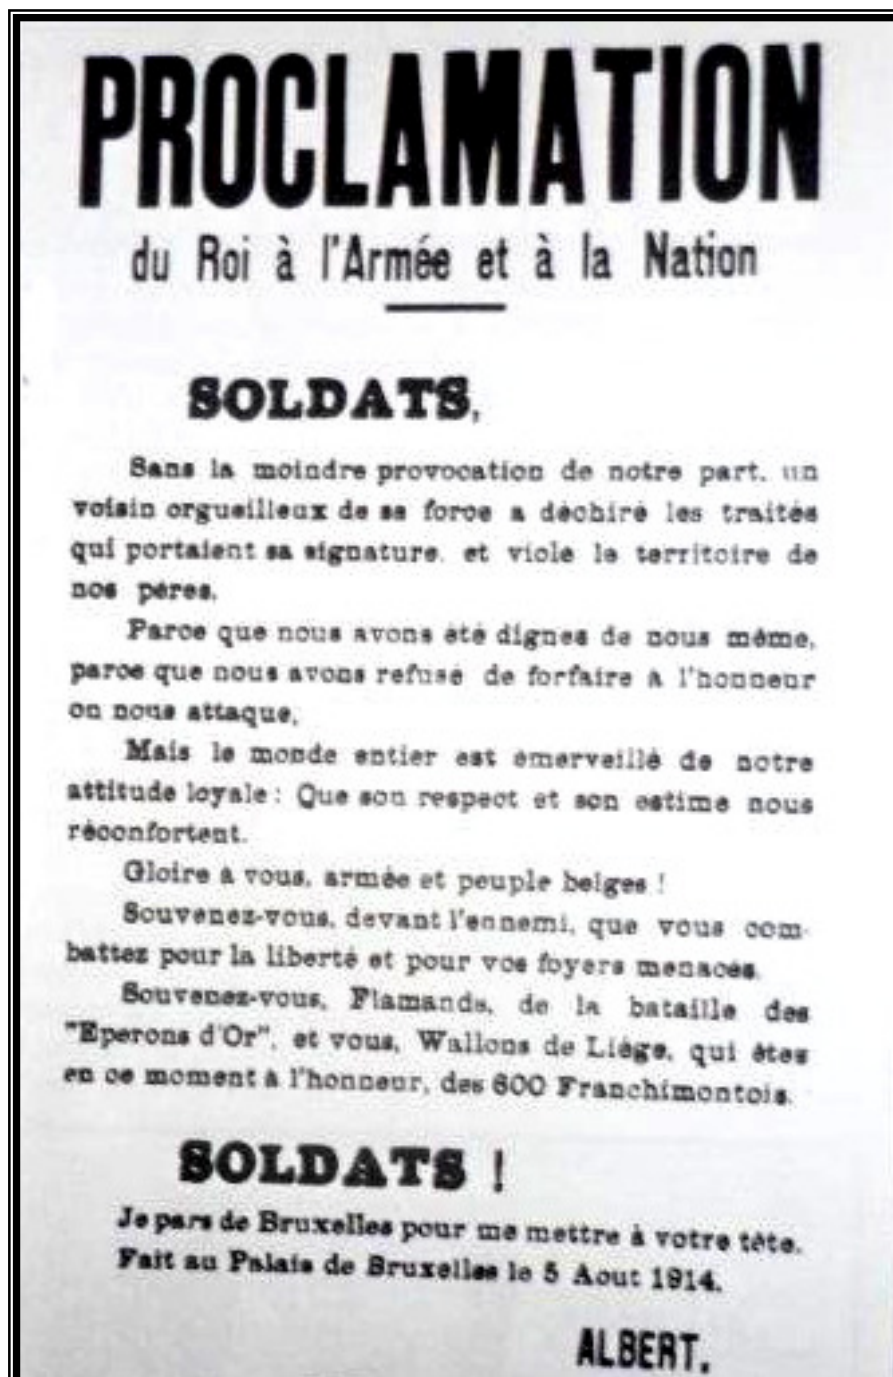 PROCLAMATION
du Roi à l'Armée et à la Nation
SOLDATS,
Sans la moindre provocation de notre part, un
voisin orgueilleux de sa force a déchiré les traités
qui portaient sa signature, et viole le territoire de
nos pères.
Parce que nous avons été dignes de nous même,
parce que nous avons refusé de forfaire à l'honneur
on nous attaque,
Mais le monde entier est émerveillé de notre
attitude loyale : Que son respect et son estime nous
réconfortent.
Gloire à vous, armée et peuple belges !
Souvenez-vous, devant l'ennemi, que vous com-
battez pour la liberté et pour vos foyers menacés.
Souvenez-vous, Flamands, de la bataille des
"Eperons d'Or", et vous, Wallons de Liège, qui êtes
en ce moment à l'honneur, des 600 Franchimontois.
SOLDATS !
Je pars de Bruxelles pour me mettre à votre tête.
Fait au Palais de Bruxelles le 5 Aout 1914.
ALBERT.